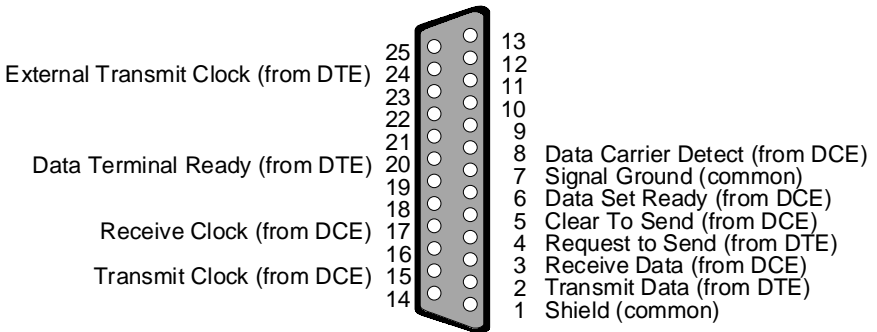 25
External Transmit Clock (from DTE) 24
23
22
21
Data Terminal Ready (from DTE) 20
19
18
Receive Clock (from DCE) 17
16
Transmit Clock (from DCE) 15
14
13
12
11
10
9
8 Data Carrier Detect (from DCE)
7 Signal Ground (common)
6 Data Set Ready (from DCE)
5 Clear To Send (from DCE)
4 Request to Send (from DTE)
3 Receive Data (from DCE)
2 Transmit Data (from DTE)
1 Shield (common)